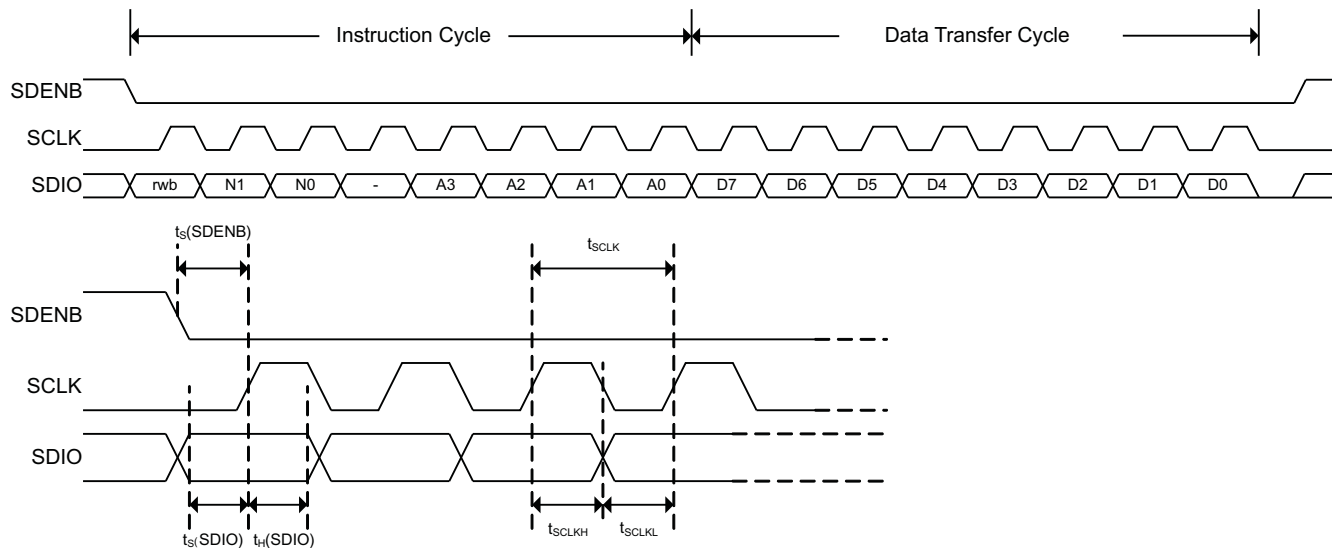 Instruction Cycle Data Transfer Cycle
SDENB
SCLK
SDIO rwb N1 N0 - A3 A2 A1 A0 D7 D6 D5 D4 D3 D2 D1 D0
tS(SDENB) tSCLK
SDENB
SCLK
SDIO
tS(SDIO) tH(SDIO) tSCLKH tSCLKL